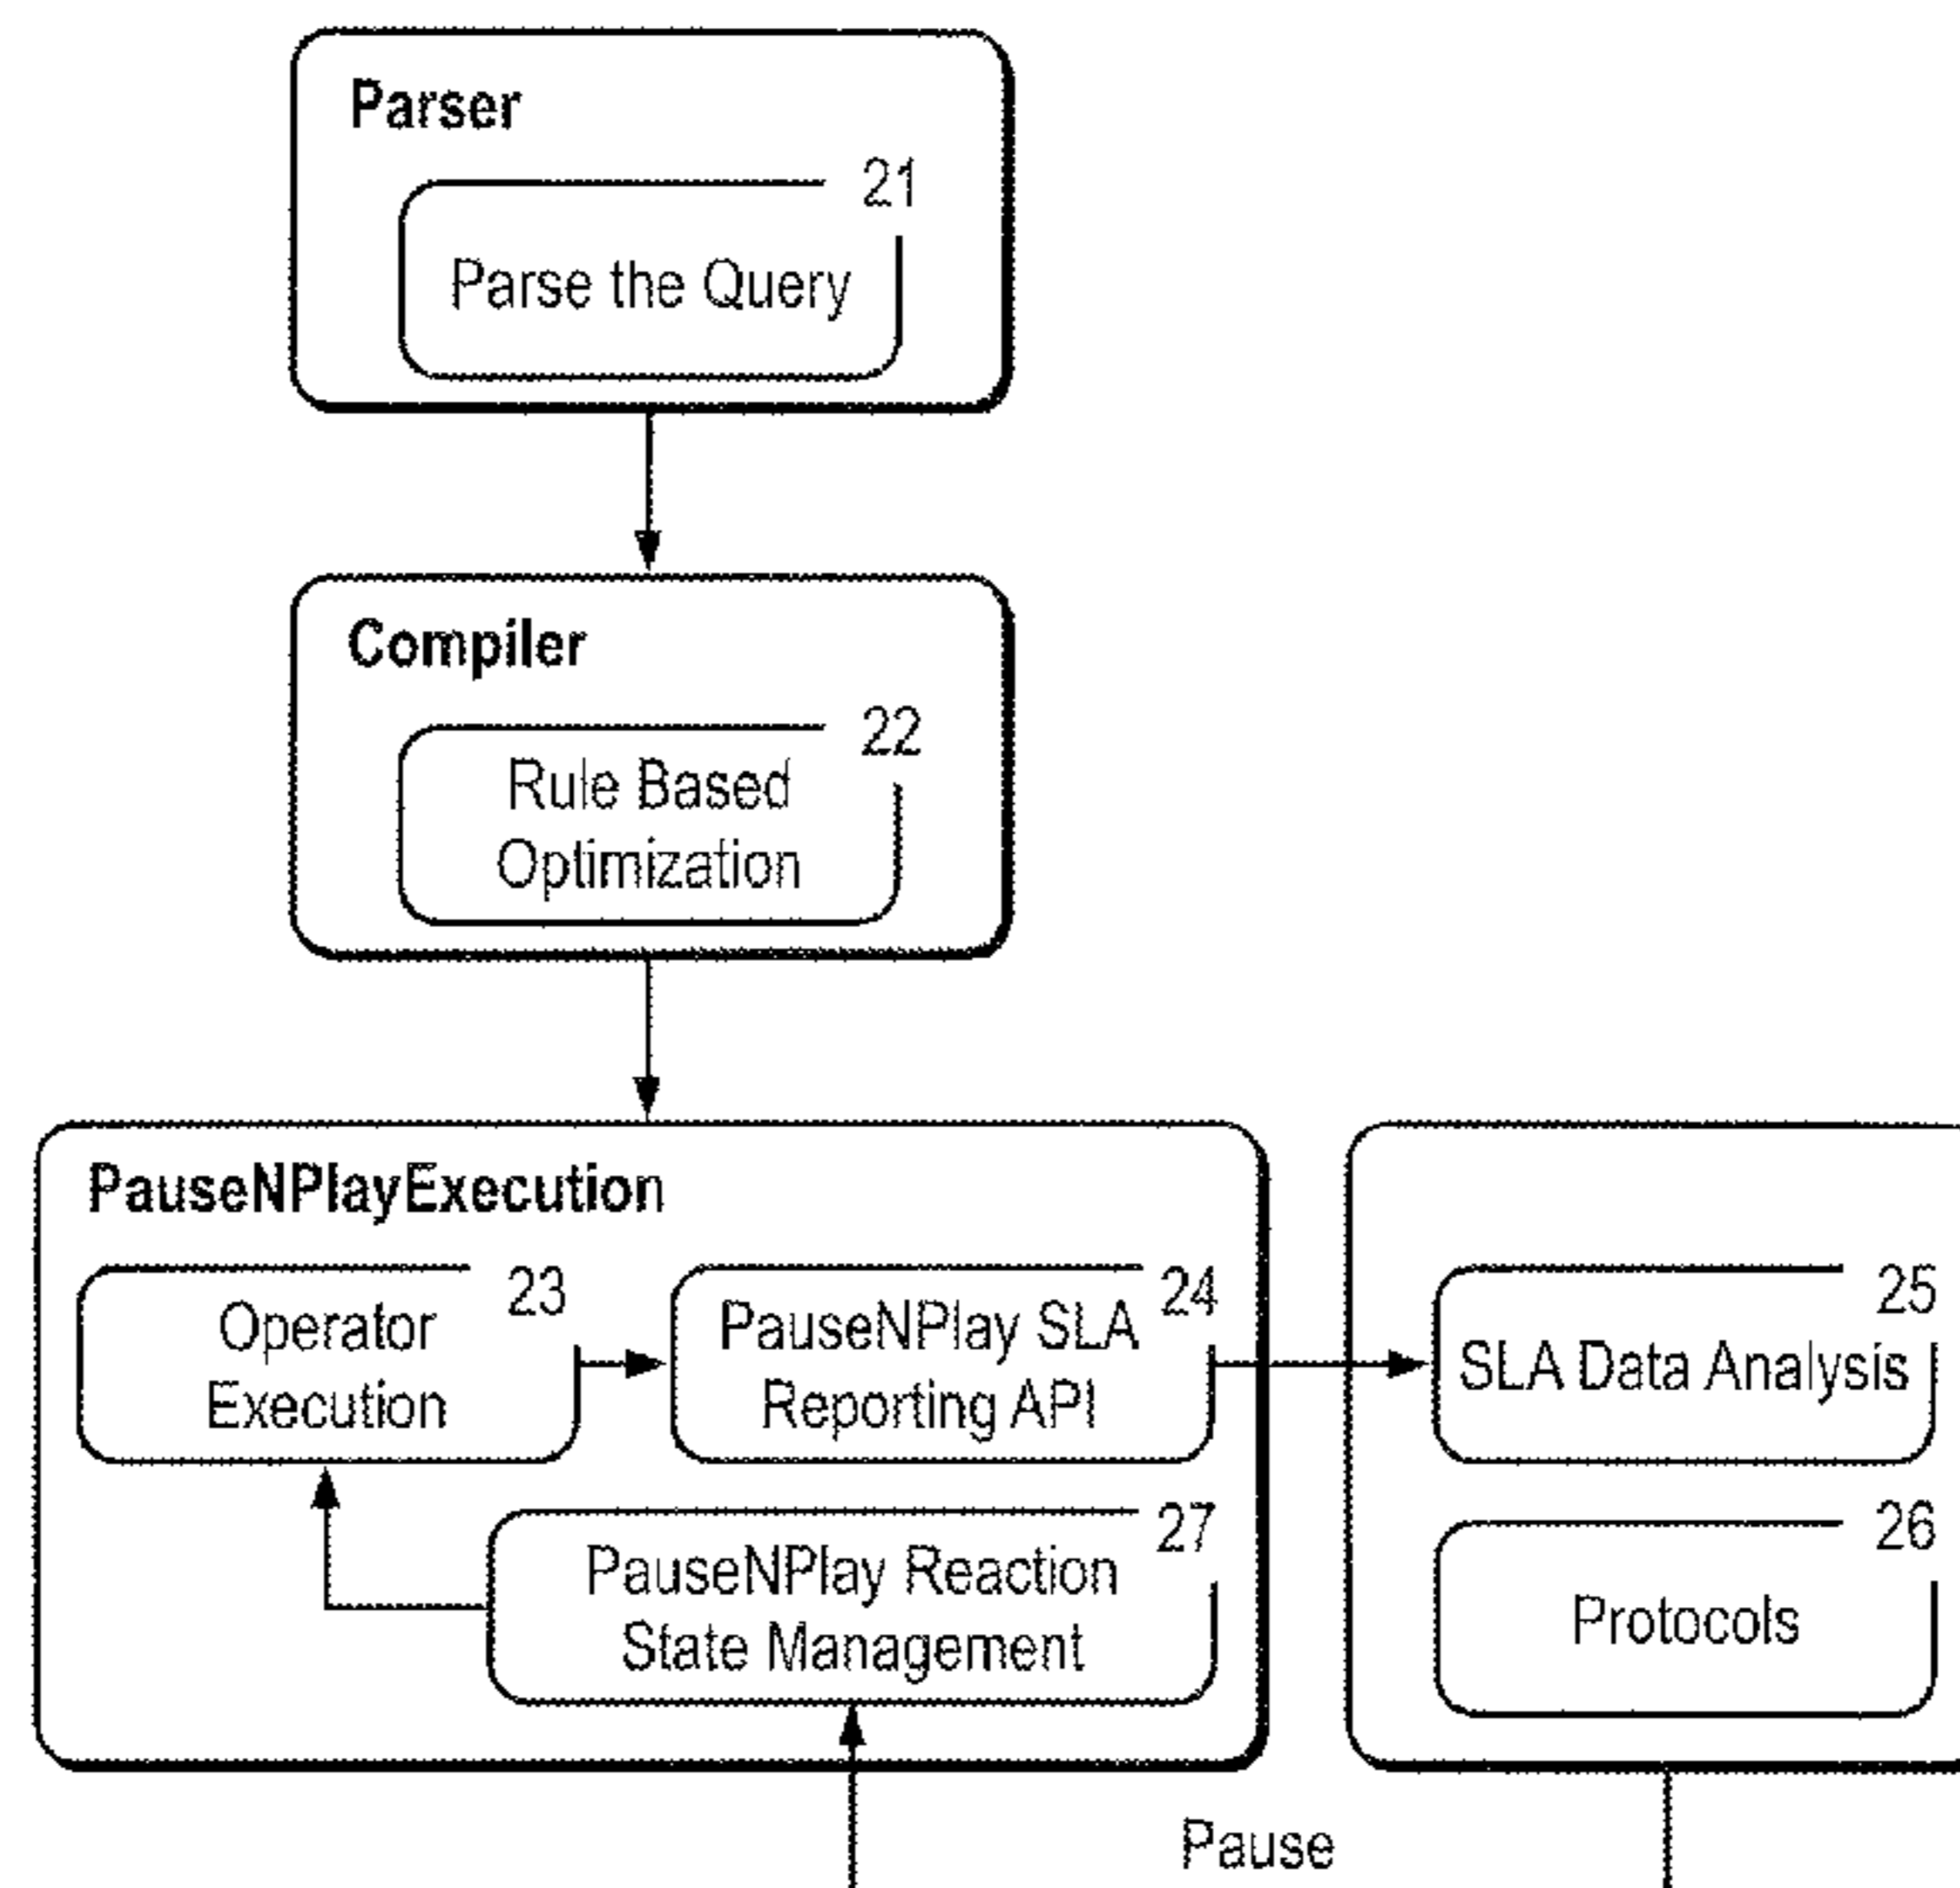 Parser
21
Parse the Query
Compiler
22
Rule Based
Optimization
PauseNPlayExecution
23
Operator
Execution
24
PauseNPlay SLA
Reporting API
25
SLA Data Analysis
27
PauseNPlay Reaction
State Management
26
Protocols
Pause